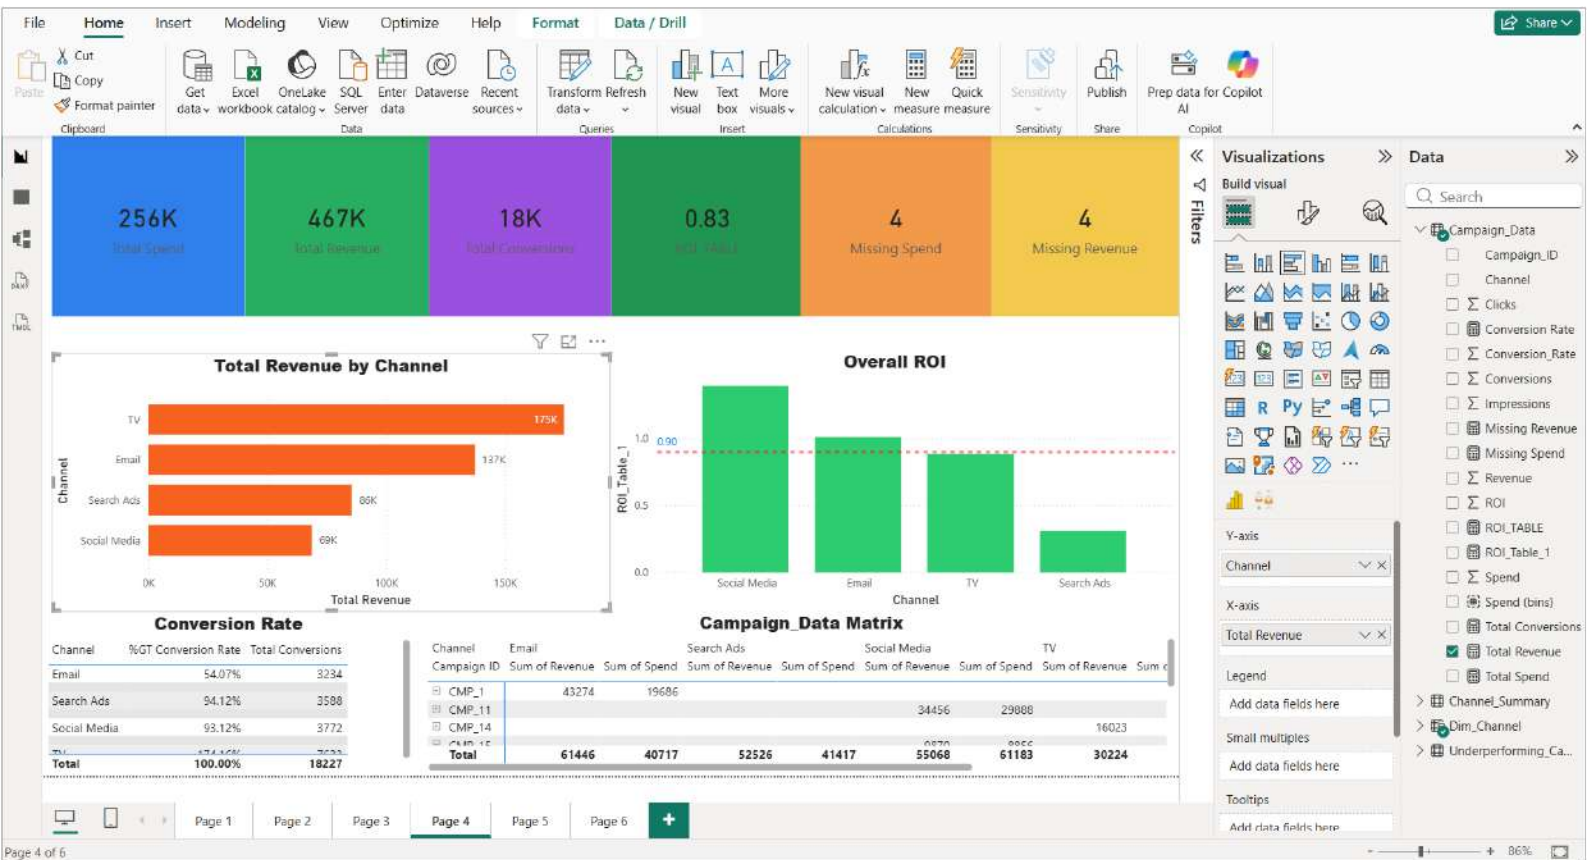 File Home Insert Modeling View Optimize Help Format Data / Drill Share
Paste
Cut
Copy
Format painter
Clipboard
Get data
Excel workbook
OneLake catalog
SQL Server
Enter data
Dataverse
Recent sources
Data
Transform data
Refresh
Queries
New visual
Text box
More visuals
Insert
New visual calculation
New measure
Quick measure
Calculations
Sensitivity
Sensitivity
Publish
Share
Prep data for AI
Copilot
Copilot
256K
Total Spend
467K
Total Revenue
18K
Total Conversions
0.83
ROI_TABLE
4
Missing Spend
4
Missing Revenue
Total Revenue by Channel
Channel
TV 175K
Email 137K
Search Ads 86K
Social Media 69K
0K 50K 100K 150K
Total Revenue
Overall ROI
ROI_Table_1
1.0 0.90
0.5
0.0
Social Media Email TV Search Ads
Channel
Conversion Rate
Channel %GT Conversion Rate Total Conversions
Email 54.07% 3234
Search Ads 94.12% 3588
Social Media 93.12% 3772
Total 100.00% 18227
Campaign_Data Matrix
Channel Email Search Ads Social Media TV
Campaign ID Sum of Revenue Sum of Spend Sum of Revenue Sum of Spend Sum of Revenue Sum of Spend Sum of Revenue Sum
CMP_1 43274 19686
CMP_11 34456 29888
CMP_14 16023
CMP_15 9870 8856
Total 61446 40717 52526 41417 55068 61183 30224
Filters
Visualizations
Build visual
R Py
123
Y-axis
Channel
X-axis
Total Revenue
Legend
Add data fields here
Small multiples
Add data fields here
Tooltips
Add data fields here
Data
Search
Campaign_Data
Campaign_ID
Channel
Clicks
Conversion Rate
Conversion_Rate
Conversions
Impressions
Missing Revenue
Missing Spend
Revenue
ROI
ROI_TABLE
ROI_Table_1
Spend
Spend (bins)
Total Conversions
Total Revenue
Total Spend
Channel_Summary
Dim_Channel
Underperforming_Ca...
Page 1 Page 2 Page 3 Page 4 Page 5 Page 6
Page 4 of 6
86%